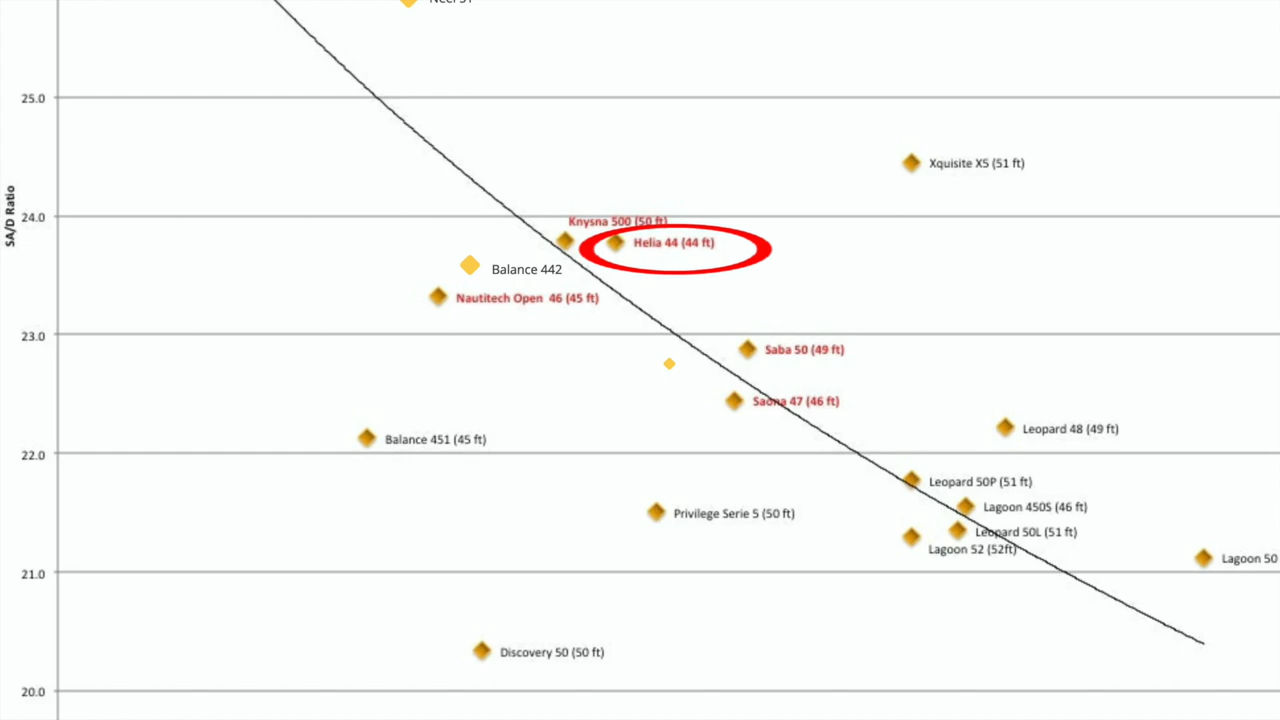 25.0
Xquisite X5 (51 ft)
SA/D Ratio
24.0
Knysna 500 (50 ft)
Helia 44 (44 ft)
Balance 442
Nautitech Open 46 (45 ft)
23.0
Saba 50 (49 ft)
Saona 47 (46 ft)
Leopard 48 (49 ft)
Balance 451 (45 ft)
22.0
Leopard 50P (51 ft)
Lagoon 450S (46 ft)
Privilege Serie 5 (50 ft)
Leopard 50L (51 ft)
Lagoon 52 (52ft)
Lagoon 50
21.0
Discovery 50 (50 ft)
20.0